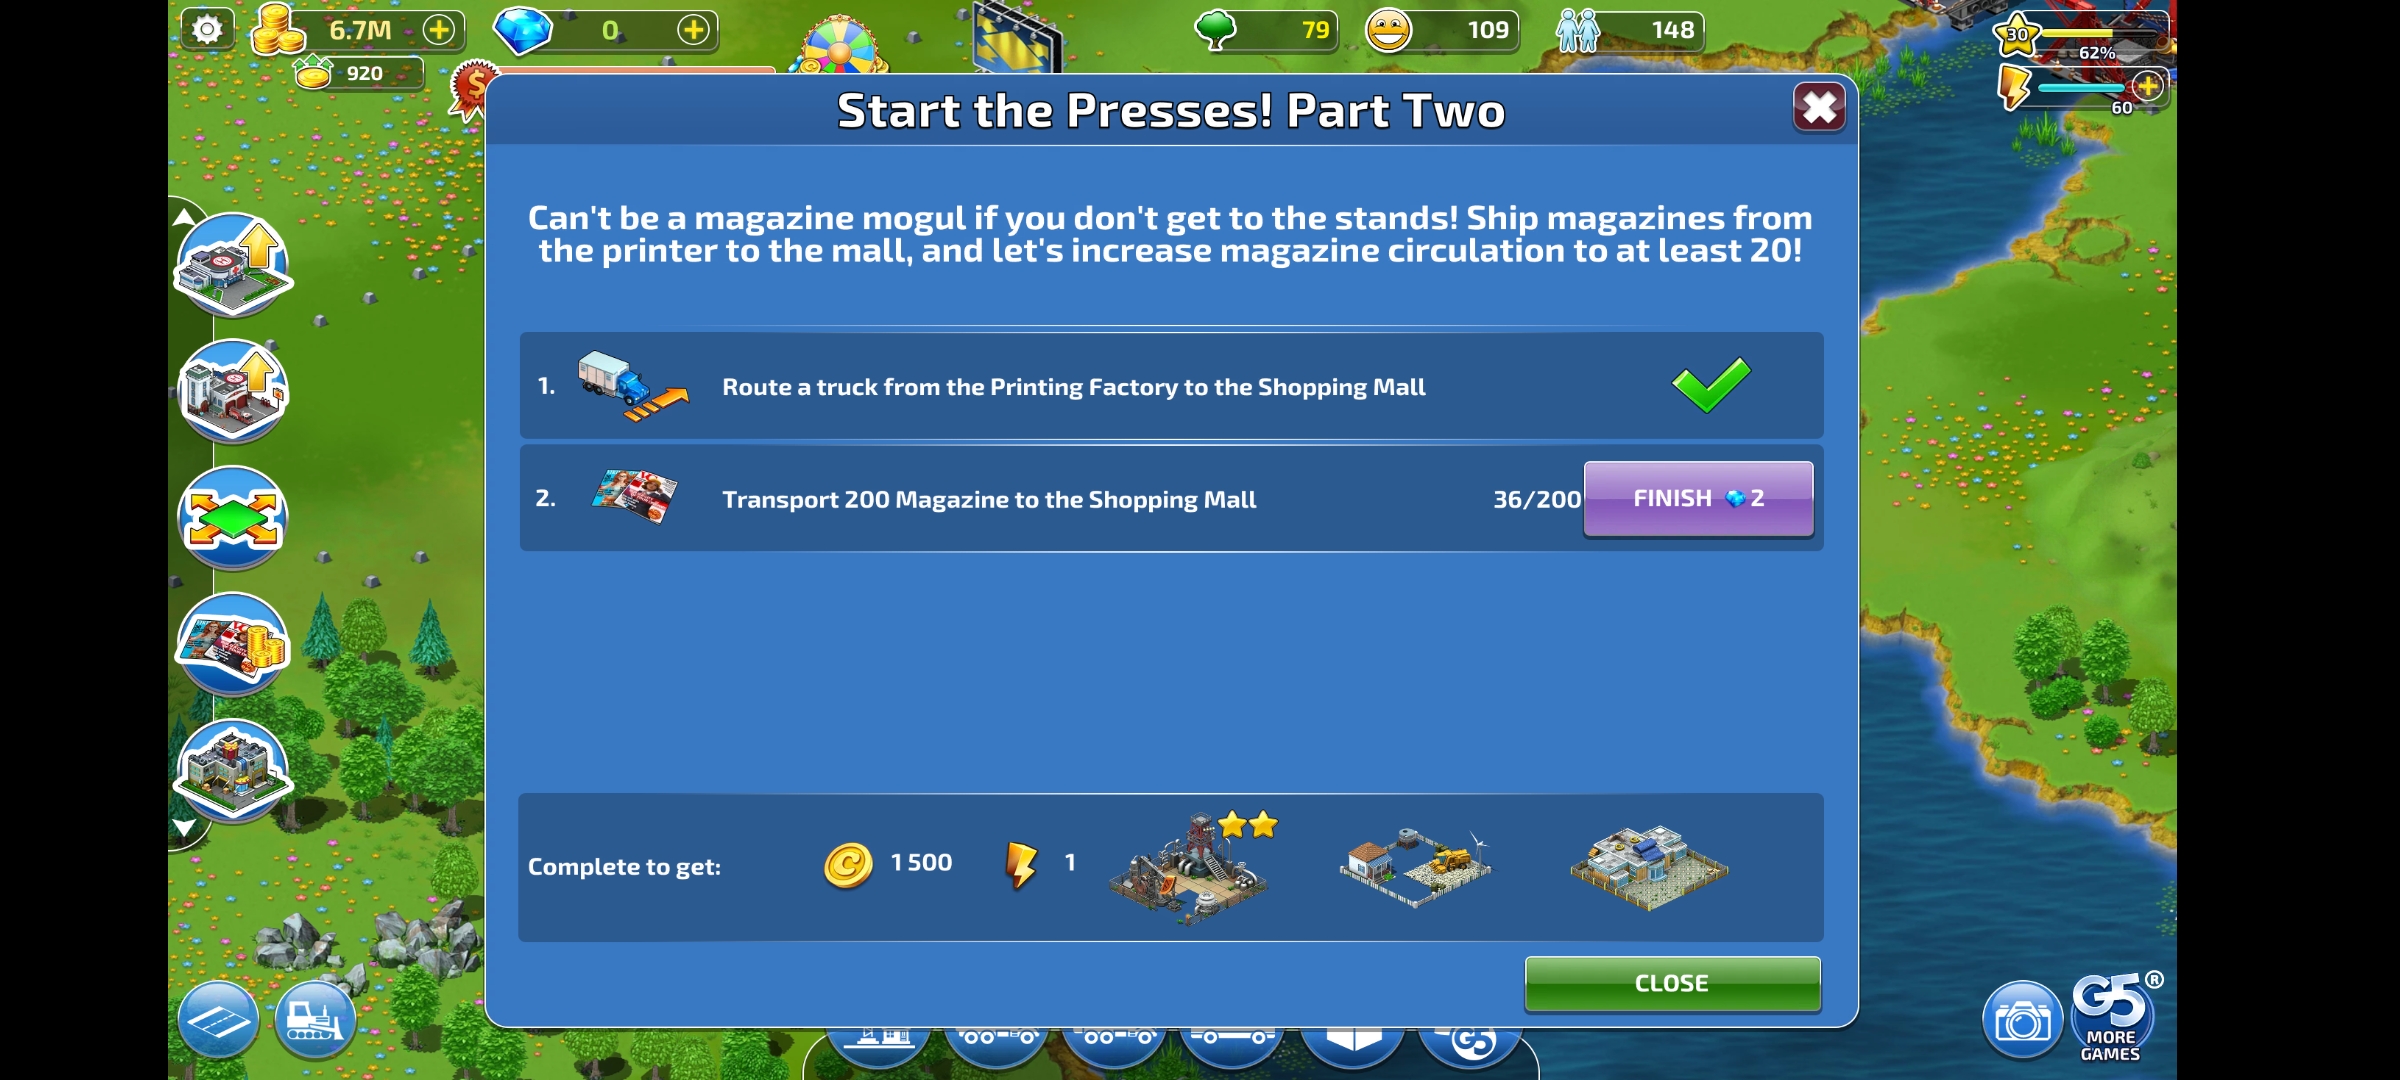 6.7M
0
79
109
148
30
62%
920
60
Start the Presses! Part Two
Can't be a magazine mogul if you don't get to the stands! Ship magazines from
the printer to the mall, and let's increase magazine circulation to at least 20!
1. Route a truck from the Printing Factory to the Shopping Mall
2. Transport 200 Magazine to the Shopping Mall 36/200 FINISH 2
Complete to get: 1 500 1
CLOSE
G5
G5®
MORE
GAMES